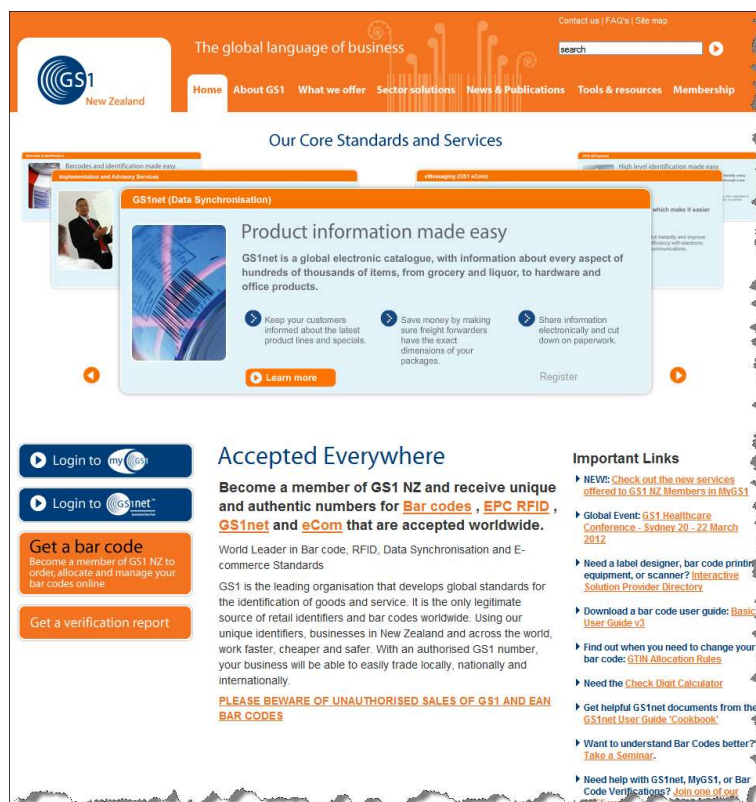 Contact us | FAQ's | Site map
The global language of business
search
GS1
New Zealand
Home About GS1 What we offer Sector solutions News & Publications Tools & resources Membership
Our Core Standards and Services
Barcodes and identification made easy.
High level identification made easy
Implementation and Advisory Services
eMessaging (GS1 eCom)
which make it easier
GS1net (Data Synchronisation)
Product information made easy
GS1net is a global electronic catalogue, with information about every aspect of
hundreds of thousands of items, from grocery and liquor, to hardware and
office products.
Keep your customers
informed about the latest
product lines and specials.
Save money by making
sure freight forwarders
have the exact
dimensions of your
packages.
Share information
electronically and cut
down on paperwork.
Learn more
Register
Login to my GS1
Login to GS1net™
Get a bar code
Become a member of GS1 NZ to
order, allocate and manage your
bar codes online
Get a verification report
Accepted Everywhere
Become a member of GS1 NZ and receive unique
and authentic numbers for Bar codes , EPC RFID ,
GS1net and eCom that are accepted worldwide.
World Leader in Bar code, RFID, Data Synchronisation and E-
commerce Standards
GS1 is the leading organisation that develops global standards for
the identification of goods and service. It is the only legitimate
source of retail identifiers and bar codes worldwide. Using our
unique identifiers, businesses in New Zealand and across the world,
work faster, cheaper and safer. With an authorised GS1 number,
your business will be able to easily trade locally, nationally and
internationally.
PLEASE BEWARE OF UNAUTHORISED SALES OF GS1 AND EAN
BAR CODES
Important Links
NEW!: Check out the new services
offered to GS1 NZ Members in MyGS1
Global Event: GS1 Healthcare
Conference - Sydney 20 - 22 March
2012
Need a label designer, bar code printin
equipment, or scanner? Interactive
Solution Provider Directory
Download a bar code user guide: Basic
User Guide v3
Find out when you need to change your
bar code: GTIN Allocation Rules
Need the Check Digit Calculator
Get helpful GS1net documents from the
GS1net User Guide 'Cookbook'
Want to understand Bar Codes better?
Take a Seminar.
Need help with GS1net, MyGS1, or Bar
Code Verifications? Join one of our